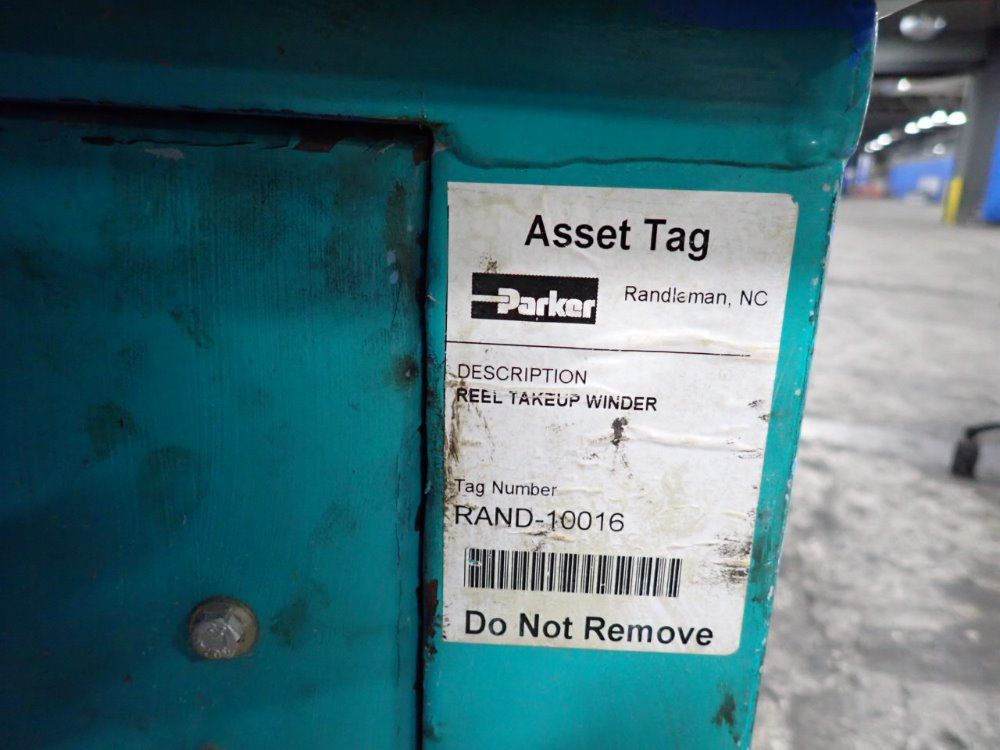 Asset Tag
Parker
Randleman, NC
DESCRIPTION
REEL TAKEUP WINDER
Tag Number
RAND-10016
Do Not Remove